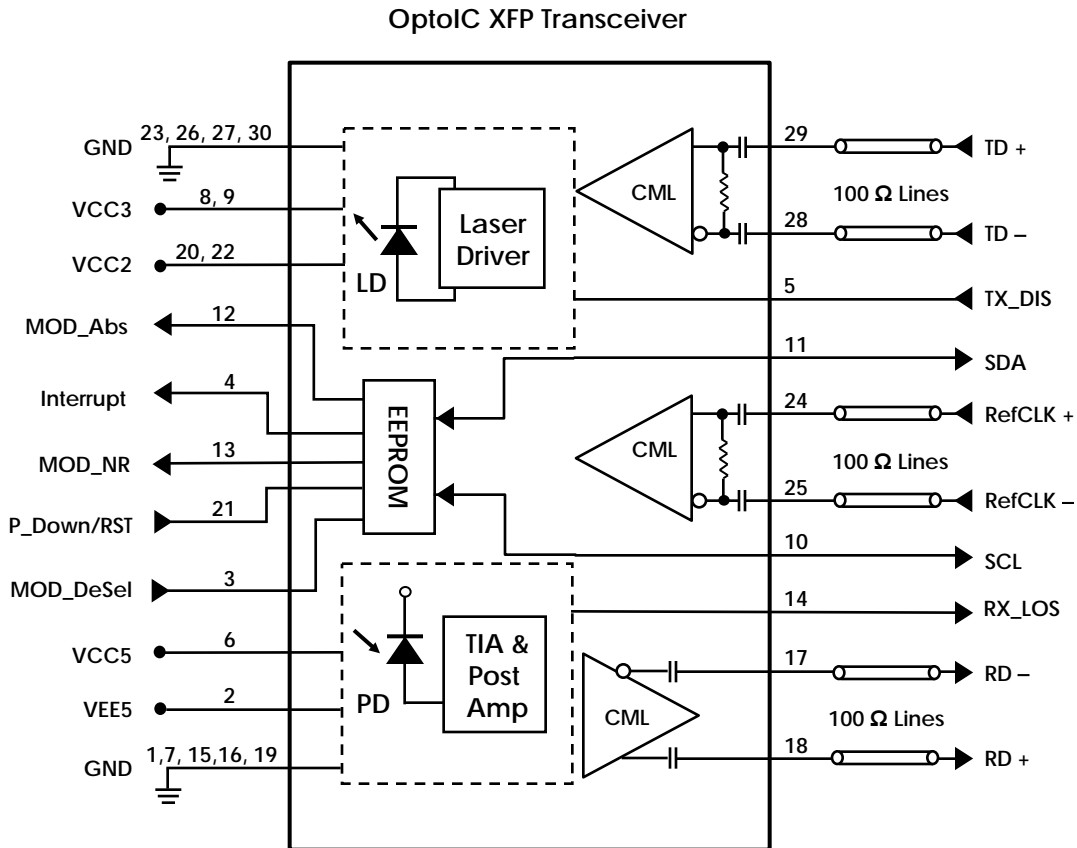 OptoIC XFP Transceiver
GND
23, 26, 27, 30
VCC3
8, 9
VCC2
20, 22
MOD_Abs
12
Interrupt
4
MOD_NR
13
P_Down/RST
21
MOD_DeSel
3
VCC5
6
VEE5
2
GND
1,7, 15,16, 19
LD
Laser
Driver
EEPROM
PD
TIA &
Post
Amp
CML
29
TD +
100 Ω Lines
28
TD –
5
TX_DIS
11
SDA
CML
24
RefCLK +
100 Ω Lines
25
RefCLK –
10
SCL
14
RX_LOS
CML
17
RD –
100 Ω Lines
18
RD +